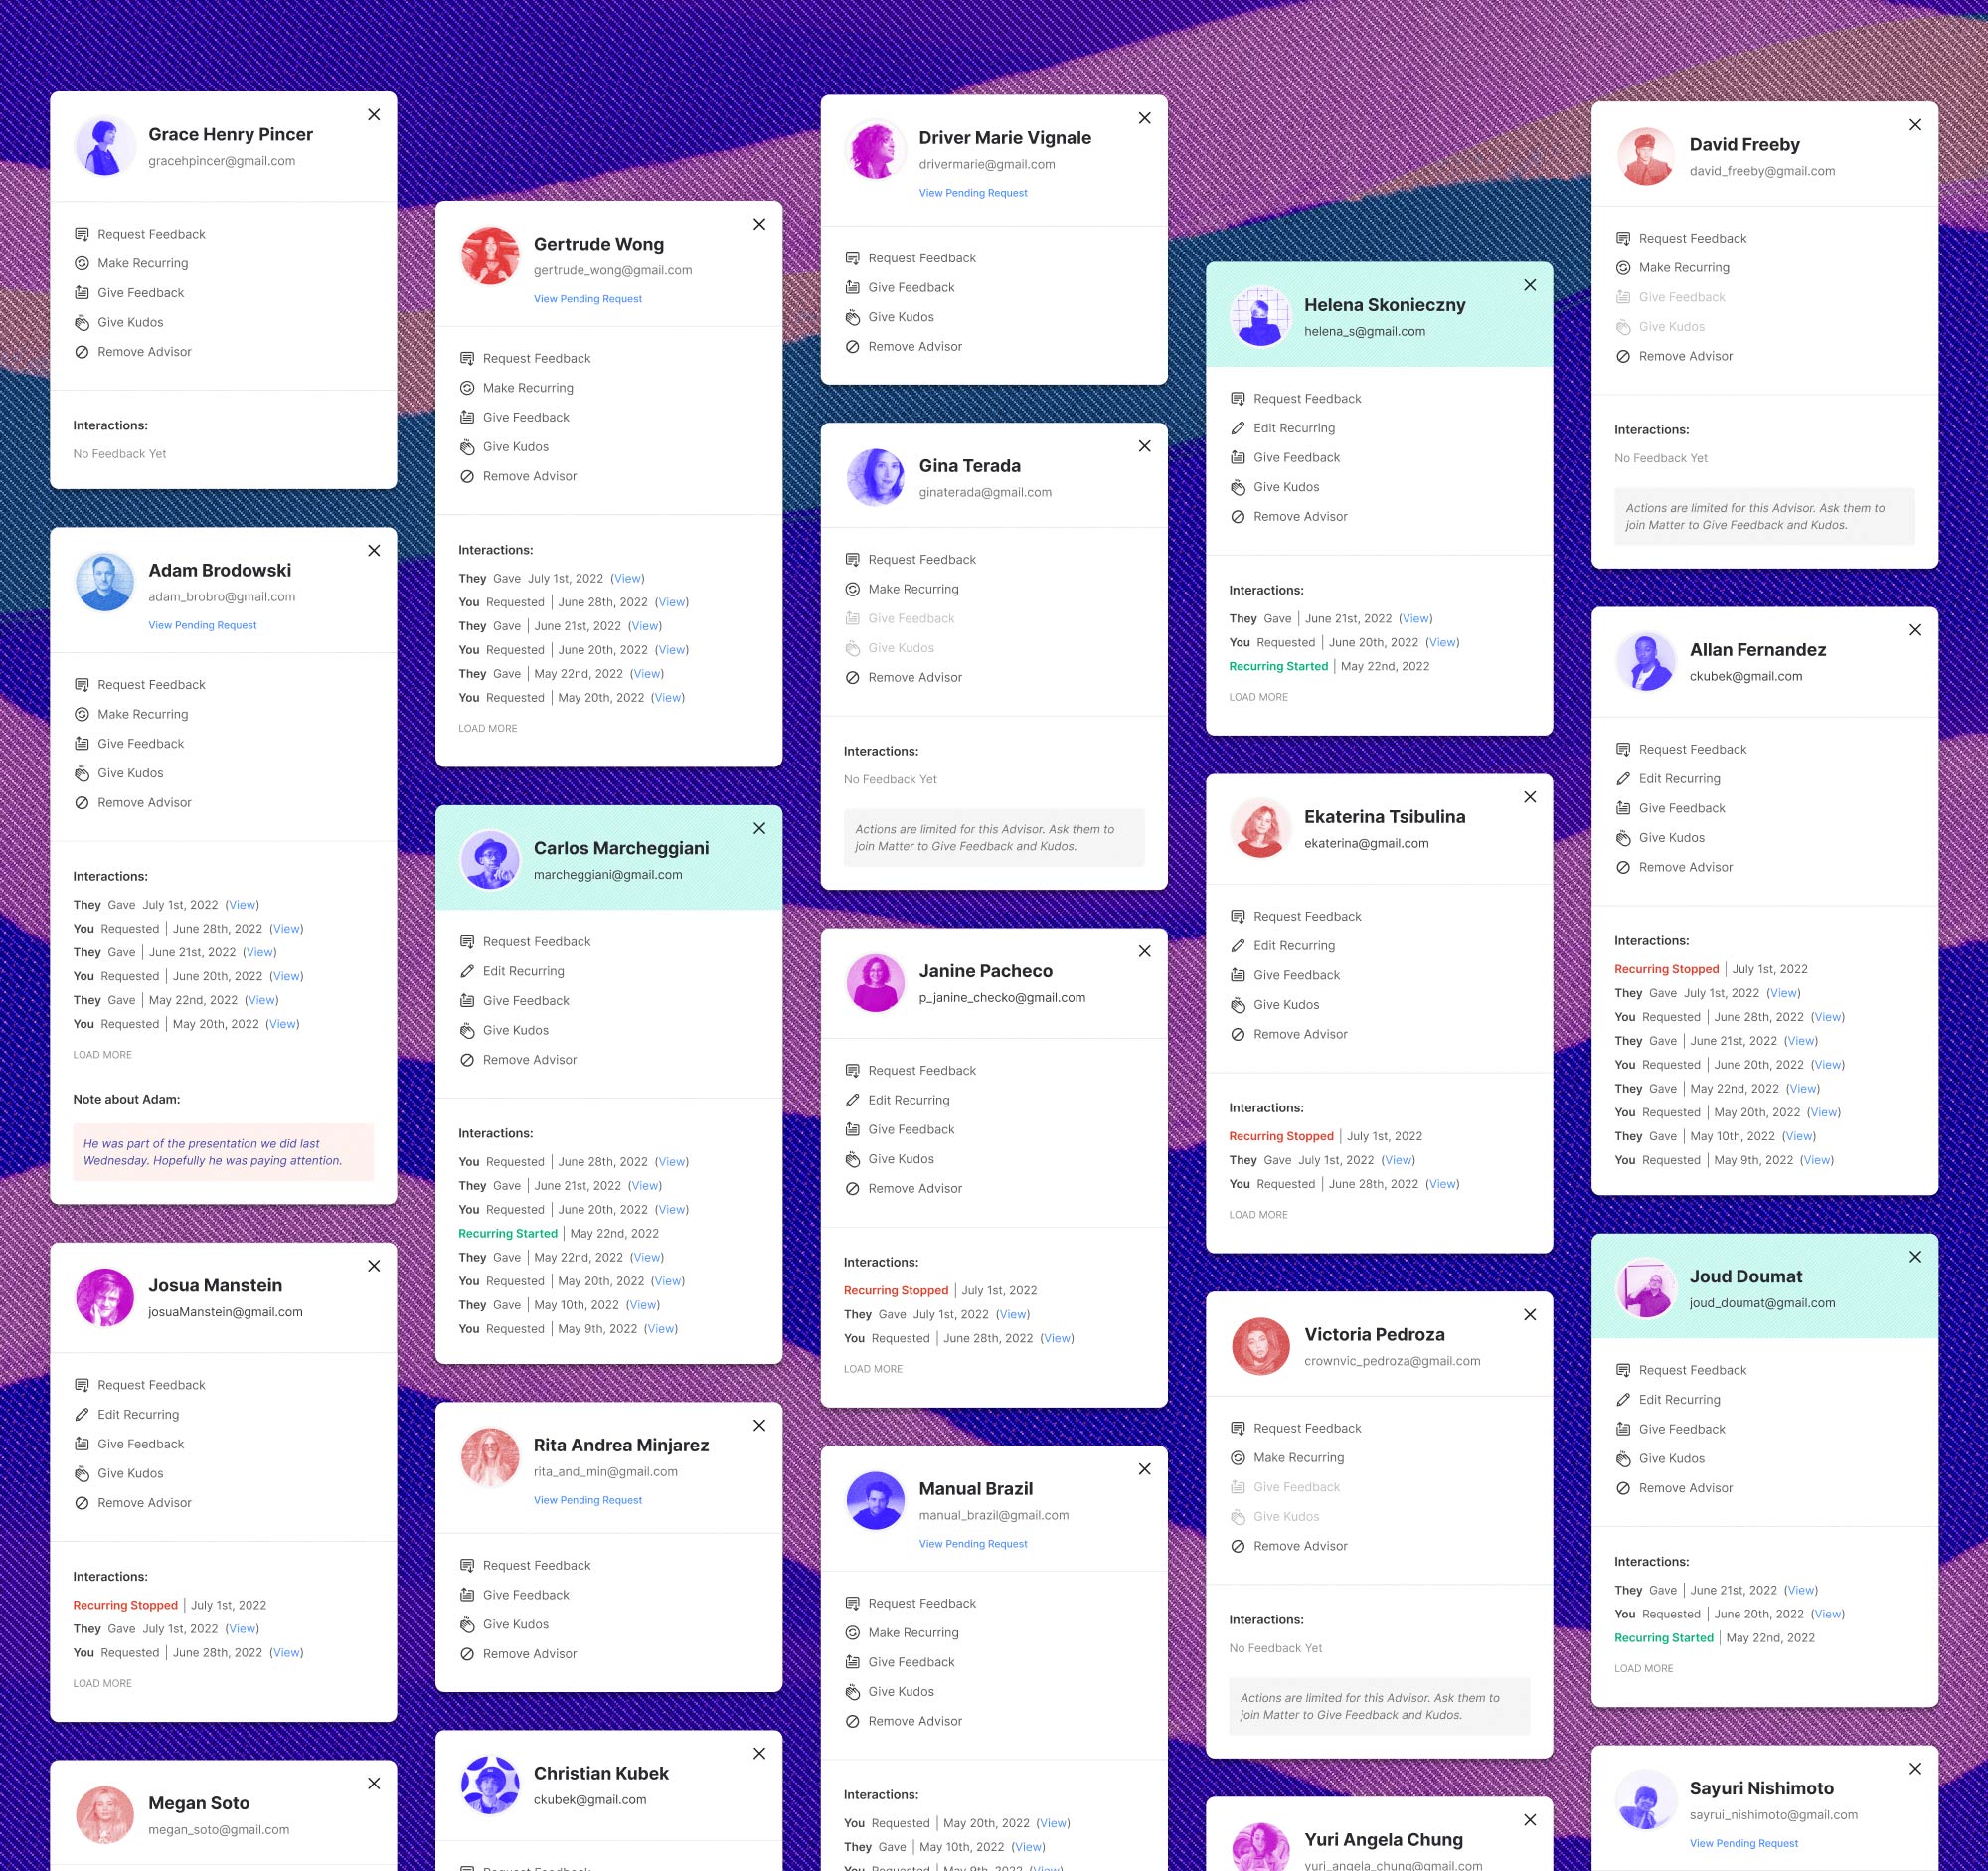 Grace Henry Pincer
gracehpincer@gmail.com
Request Feedback
Make Recurring
Give Feedback
Give Kudos
Remove Advisor
Interactions:
No Feedback Yet
Adam Brodowski
adam_brobro@gmail.com
View Pending Request
Request Feedback
Make Recurring
Give Feedback
Give Kudos
Remove Advisor
Interactions:
They Gave July 1st, 2022 (View)
You Requested | June 28th, 2022 (View)
They Gave | June 21st, 2022 (View)
You Requested | June 20th, 2022 (View)
They Gave | May 22nd, 2022 (View)
You Requested | May 20th, 2022 (View)
LOAD MORE
Note about Adam:
He was part of the presentation we did last
Wednesday. Hopefully he was paying attention.
Josua Manstein
josuaManstein@gmail.com
Request Feedback
Edit Recurring
Give Feedback
Give Kudos
Remove Advisor
Interactions:
Recurring Stopped | July 1st, 2022
They Gave July 1st, 2022 (View)
You Requested | June 28th, 2022 (View)
LOAD MORE
Megan Soto
megan_soto@gmail.com
Gertrude Wong
gertrude_wong@gmail.com
View Pending Request
Request Feedback
Make Recurring
Give Feedback
Give Kudos
Remove Advisor
Interactions:
They Gave July 1st, 2022 (View)
You Requested | June 28th, 2022 (View)
They Gave | June 21st, 2022 (View)
You Requested | June 20th, 2022 (View)
They Gave | May 22nd, 2022 (View)
You Requested | May 20th, 2022 (View)
LOAD MORE
Carlos Marcheggiani
marcheggiani@gmail.com
Request Feedback
Edit Recurring
Give Feedback
Give Kudos
Remove Advisor
Interactions:
You Requested | June 28th, 2022 (View)
They Gave | June 21st, 2022 (View)
You Requested | June 20th, 2022 (View)
Recurring Started | May 22nd, 2022
They Gave | May 22nd, 2022 (View)
You Requested | May 20th, 2022 (View)
They Gave | May 10th, 2022 (View)
You Requested | May 9th, 2022 (View)
Rita Andrea Minjarez
rita_and_min@gmail.com
View Pending Request
Request Feedback
Give Feedback
Give Kudos
Remove Advisor
Christian Kubek
ckubek@gmail.com
Request Feedback
Driver Marie Vignale
drivermarie@gmail.com
View Pending Request
Request Feedback
Give Feedback
Give Kudos
Remove Advisor
Gina Terada
ginaterada@gmail.com
Request Feedback
Make Recurring
Give Feedback
Give Kudos
Remove Advisor
Interactions:
No Feedback Yet
Actions are limited for this Advisor. Ask them to
join Matter to Give Feedback and Kudos.
Janine Pacheco
p_janine_checko@gmail.com
Request Feedback
Edit Recurring
Give Feedback
Give Kudos
Remove Advisor
Interactions:
Recurring Stopped | July 1st, 2022
They Gave July 1st, 2022 (View)
You Requested | June 28th, 2022 (View)
LOAD MORE
Manual Brazil
manual_brazil@gmail.com
View Pending Request
Request Feedback
Make Recurring
Give Feedback
Give Kudos
Remove Advisor
Interactions:
You Requested | May 20th, 2022 (View)
They Gave | May 10th, 2022 (View)
You Requested | May 9th, 2022 (View)
Helena Skonieczny
helena_s@gmail.com
Request Feedback
Edit Recurring
Give Feedback
Give Kudos
Remove Advisor
Interactions:
They Gave | June 21st, 2022 (View)
You Requested | June 20th, 2022 (View)
Recurring Started | May 22nd, 2022
LOAD MORE
Ekaterina Tsibulina
ekaterina@gmail.com
Request Feedback
Edit Recurring
Give Feedback
Give Kudos
Remove Advisor
Interactions:
Recurring Stopped | July 1st, 2022
They Gave July 1st, 2022 (View)
You Requested | June 28th, 2022 (View)
LOAD MORE
Victoria Pedroza
crownvic_pedroza@gmail.com
Request Feedback
Make Recurring
Give Feedback
Give Kudos
Remove Advisor
Interactions:
No Feedback Yet
Actions are limited for this Advisor. Ask them to
join Matter to Give Feedback and Kudos.
Yuri Angela Chung
yuri_angela_chung@gmail.com
David Freeby
david_freeby@gmail.com
Request Feedback
Make Recurring
Give Feedback
Give Kudos
Remove Advisor
Interactions:
No Feedback Yet
Actions are limited for this Advisor. Ask them to
join Matter to Give Feedback and Kudos.
Allan Fernandez
ckubek@gmail.com
Request Feedback
Edit Recurring
Give Feedback
Give Kudos
Remove Advisor
Interactions:
Recurring Stopped | July 1st, 2022
They Gave July 1st, 2022 (View)
You Requested | June 28th, 2022 (View)
They Gave | June 21st, 2022 (View)
You Requested | June 20th, 2022 (View)
They Gave | May 22nd, 2022 (View)
You Requested | May 20th, 2022 (View)
They Gave | May 10th, 2022 (View)
You Requested | May 9th, 2022 (View)
Joud Doumat
joud_doumat@gmail.com
Request Feedback
Edit Recurring
Give Feedback
Give Kudos
Remove Advisor
Interactions:
They Gave | June 21st, 2022 (View)
You Requested | June 20th, 2022 (View)
Recurring Started | May 22nd, 2022
LOAD MORE
Sayuri Nishimoto
sayrui_nishimoto@gmail.com
View Pending Request